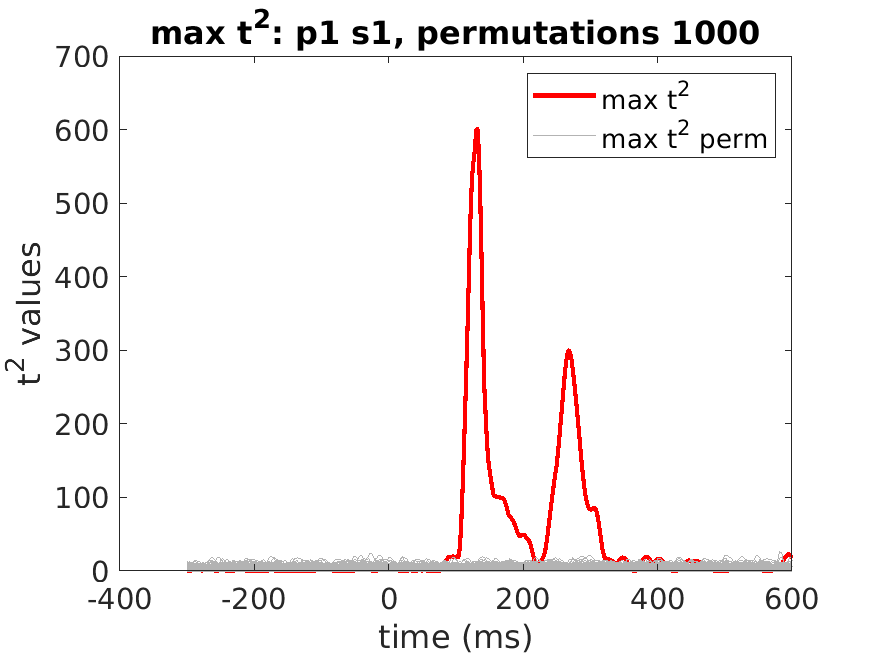 max t²: p1 s1, permutations 1000
700
600
500
400
300
200
100
0
t² values
max t²
max t² perm
-400 -200 0 200 400 600
time (ms)